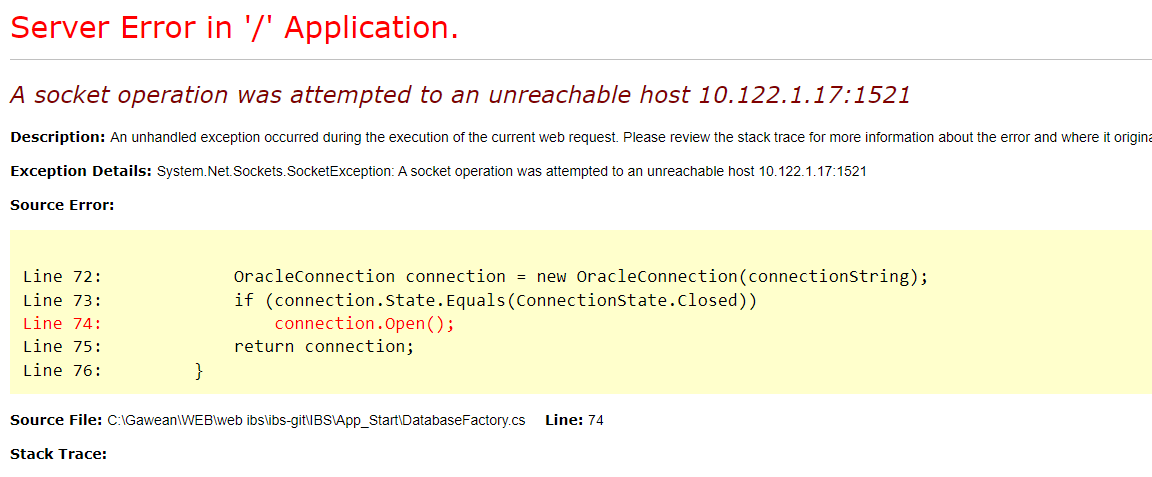 Server Error in '/' Application.
A socket operation was attempted to an unreachable host 10.122.1.17:1521
Description: An unhandled exception occurred during the execution of the current web request. Please review the stack trace for more information about the error and where it origina
Exception Details: System.Net.Sockets.SocketException: A socket operation was attempted to an unreachable host 10.122.1.17:1521
Source Error:
Line 72:             OracleConnection connection = new OracleConnection(connectionString);
Line 73:             if (connection.State.Equals(ConnectionState.Closed))
Line 74:                 connection.Open();
Line 75:             return connection;
Line 76:         }
Source File: C:\Gawean\WEB\web ibs\ibs-git\IBS\App_Start\DatabaseFactory.cs    Line: 74
Stack Trace: